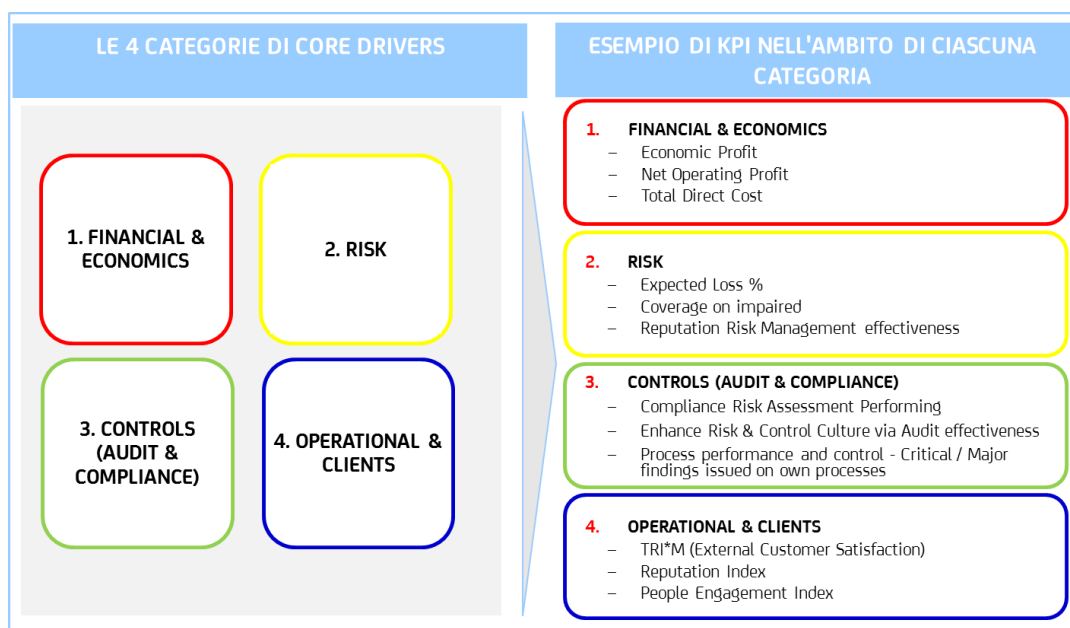 LE 4 CATEGORIE DI CORE DRIVERS
ESEMPIO DI KPI NELL'AMBITO DI CIASCUNA
CATEGORIA
1. FINANCIAL &
ECONOMICS
2. RISK
3. CONTROLS
(AUDIT &
COMPLIANCE)
4. OPERATIONAL &
CLIENTS
1. FINANCIAL & ECONOMICS
– Economic Profit
– Net Operating Profit
– Total Direct Cost
2. RISK
– Expected Loss %
– Coverage on impaired
– Reputation Risk Management effectiveness
3. CONTROLS (AUDIT & COMPLIANCE)
– Compliance Risk Assessment Performing
– Enhance Risk & Control Culture via Audit effectiveness
– Process performance and control - Critical / Major
findings issued on own processes
4. OPERATIONAL & CLIENTS
– TRI*M (External Customer Satisfaction)
– Reputation Index
– People Engagement Index